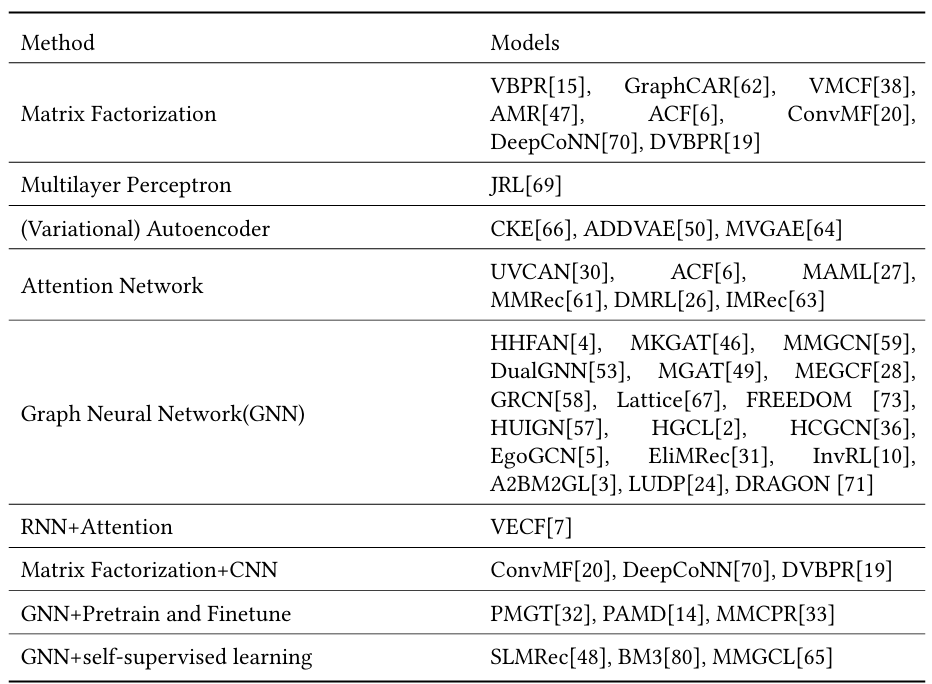 Method Models
Matrix Factorization
VBPR[15], GraphCAR[62], VMCF[38],
AMR[47], ACF[6], ConvMF[20],
DeepCoNN[70], DVBPR[19]
Multilayer Perceptron JRL[69]
(Variational) Autoencoder CKE[66], ADDVAE[50], MVGAE[64]
Attention Network
UVCAN[30], ACF[6], MAML[27],
MMRec[61], DMRL[26], IMRec[63]
Graph Neural Network(GNN)
HHFAN[4], MKGAT[46], MMGCN[59],
DualGNN[53], MGAT[49], MEGCF[28],
GRCN[58], Lattice[67], FREEDOM [73],
HUIGN[57], HGCL[2], HCGCN[36],
EgoGCN[5], EliMRec[31], InvRL[10],
A2BM2GL[3], LUDP[24], DRAGON [71]
RNN+Attention VECF[7]
Matrix Factorization+CNN ConvMF[20], DeepCoNN[70], DVBPR[19]
GNN+Pretrain and Finetune PMGT[32], PAMD[14], MMCPR[33]
GNN+self-supervised learning SLMRec[48], BM3[80], MMGCL[65]